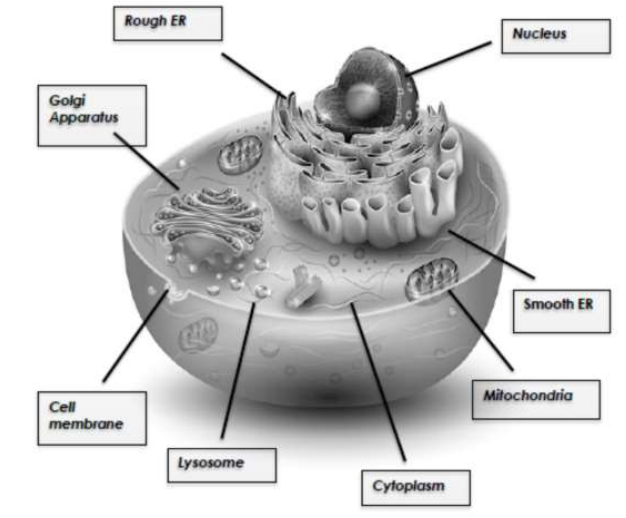 Rough ER
Nucleus
Golgi
Apparatus
Smooth ER
Mitochondria
Cell
membrane
Lysosome
Cytoplasm